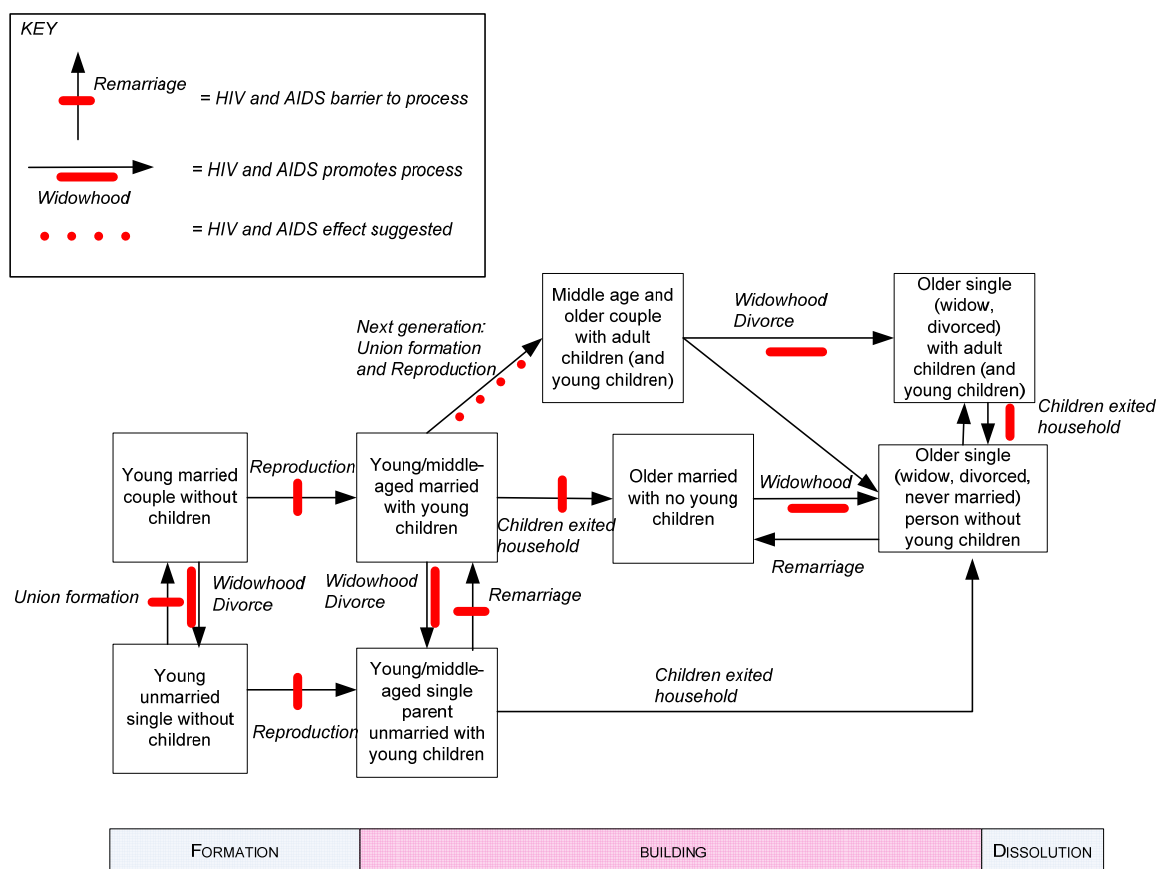 KEY
Remarriage
= HIV and AIDS barrier to process
= HIV and AIDS promotes process
Widowhood
= HIV and AIDS effect suggested
Next generation:
Union formation
and Reproduction
Middle age and
older couple
with adult
children (and
young children)
Widowhood
Divorce
Older single
(widow,
divorced)
with adult
children (and
young children)
Children exited
household
Young married
couple without
children
Reproduction
Young/middle-
aged married
with young
children
Children exited
household
Older married
with no young
children
Widowhood
Older single
(widow, divorced,
never married)
person without
young children
Remarriage
Union formation
Widowhood
Divorce
Widowhood
Divorce
Remarriage
Young
unmarried
single without
children
Reproduction
Young/middle-
aged single
parent
unmarried with
young children
Children exited
household
FORMATION
BUILDING
DISSOLUTION